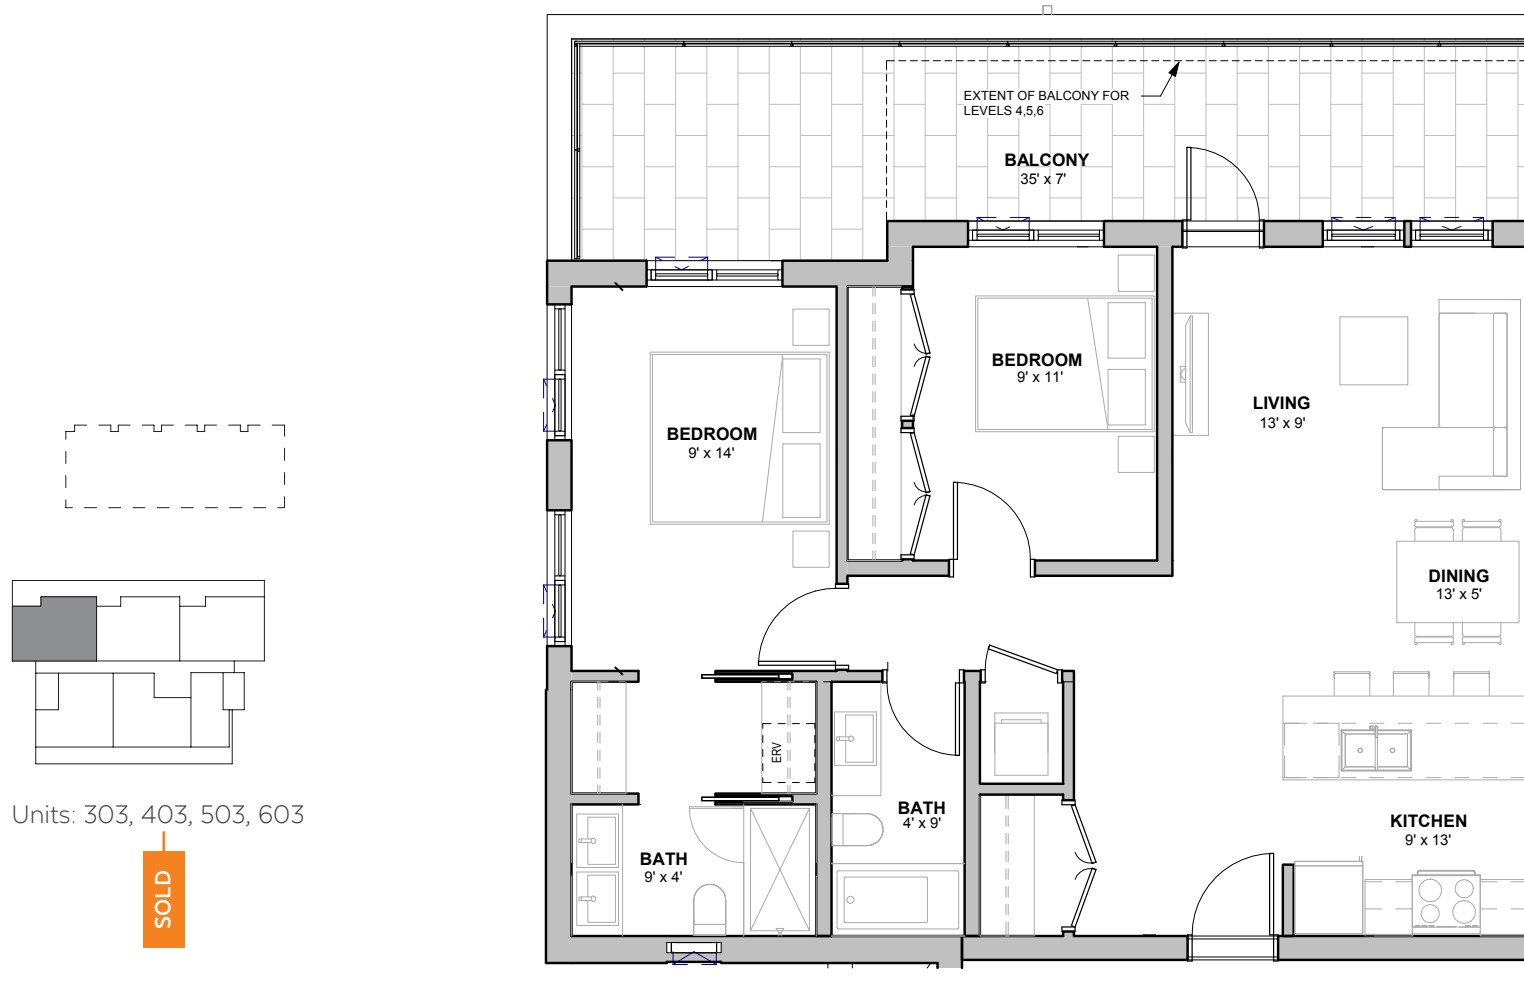 EXTENT OF BALCONY FOR
LEVELS 4,5,6
BALCONY
35' x 7'
BEDROOM
9' x 11'
LIVING
13' x 9'
BEDROOM
9' x 14'
DINING
13' x 5'
ERV
BATH
4' x 9'
KITCHEN
9' x 13'
BATH
9' x 4'
Units: 303, 403, 503, 603
SOLD